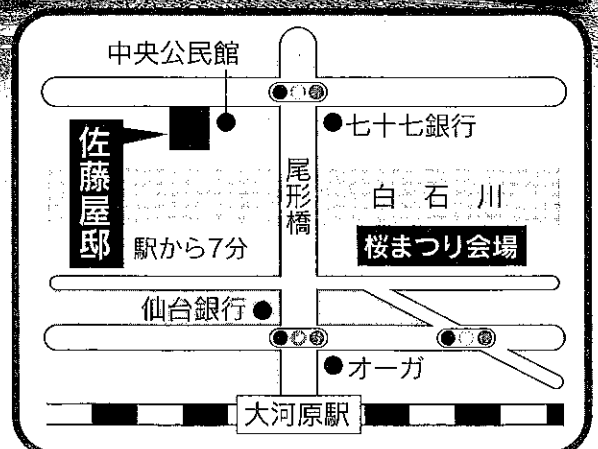 中央公民館
七十七銀行
佐藤屋邸
尾形橋
白石川
駅から7分
桜まつり会場
仙台銀行
オーガ
大河原駅